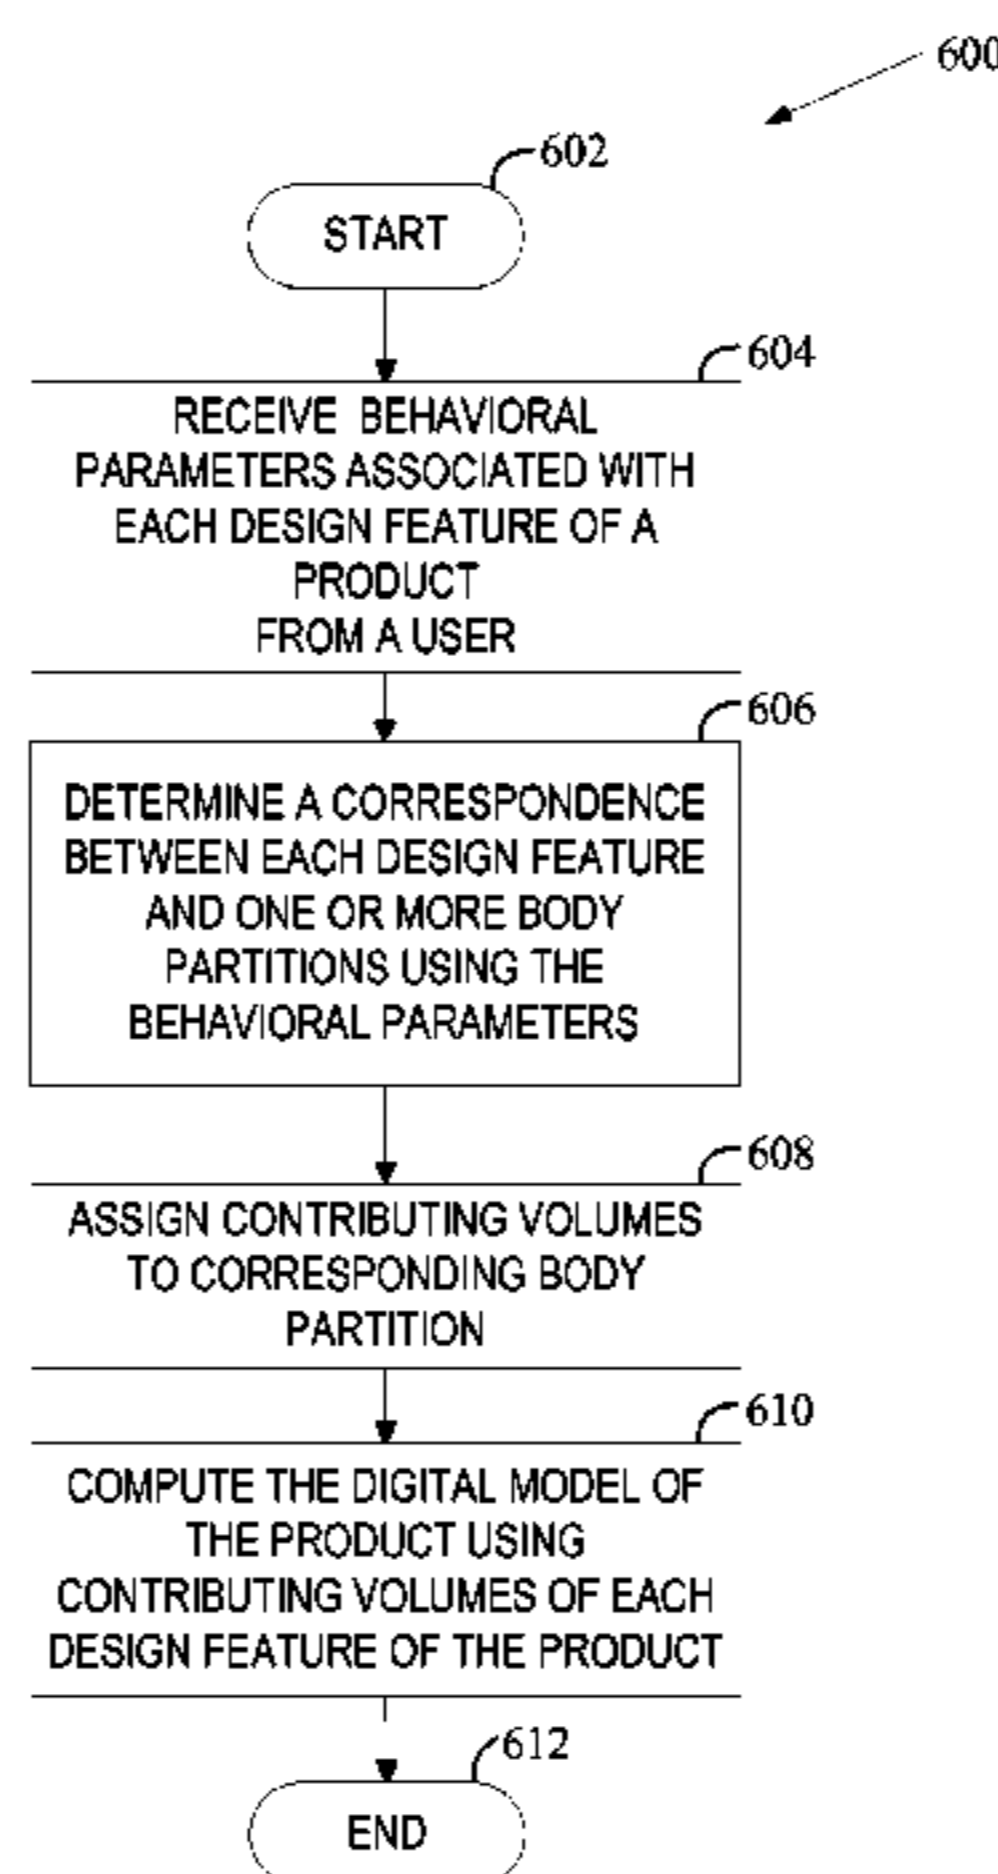 600
602
START
604
RECEIVE BEHAVIORAL
PARAMETERS ASSOCIATED WITH
EACH DESIGN FEATURE OF A
PRODUCT
FROM A USER
606
DETERMINE A CORRESPONDENCE
BETWEEN EACH DESIGN FEATURE
AND ONE OR MORE BODY
PARTITIONS USING THE
BEHAVIORAL PARAMETERS
608
ASSIGN CONTRIBUTING VOLUMES
TO CORRESPONDING BODY
PARTITION
610
COMPUTE THE DIGITAL MODEL OF
THE PRODUCT USING
CONTRIBUTING VOLUMES OF EACH
DESIGN FEATURE OF THE PRODUCT
612
END